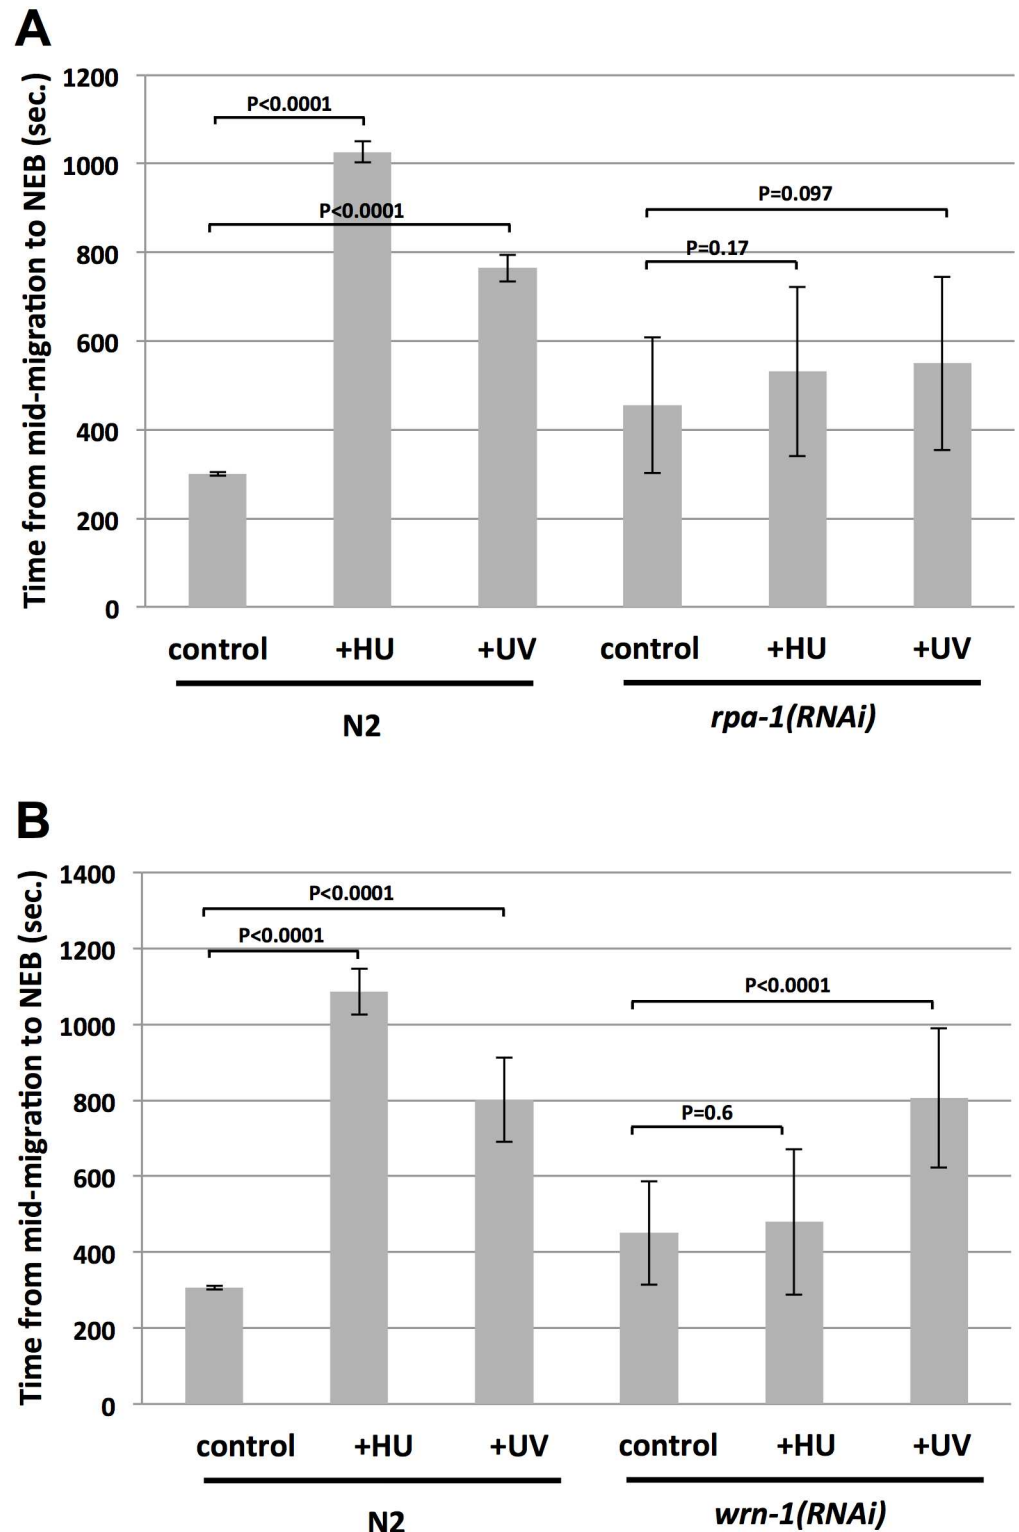 A
Time from mid-migration to NEB (sec.)
1200
1000
800
600
400
200
0
P<0.0001
P<0.0001
P=0.097
P=0.17
control +HU +UV control +HU +UV
N2 rpa-1(RNAi)
B
Time from mid-migration to NEB (sec.)
1400
1200
1000
800
600
400
200
0
P<0.0001
P<0.0001
P<0.0001
P=0.6
control +HU +UV control +HU +UV
N2 wrn-1(RNAi)